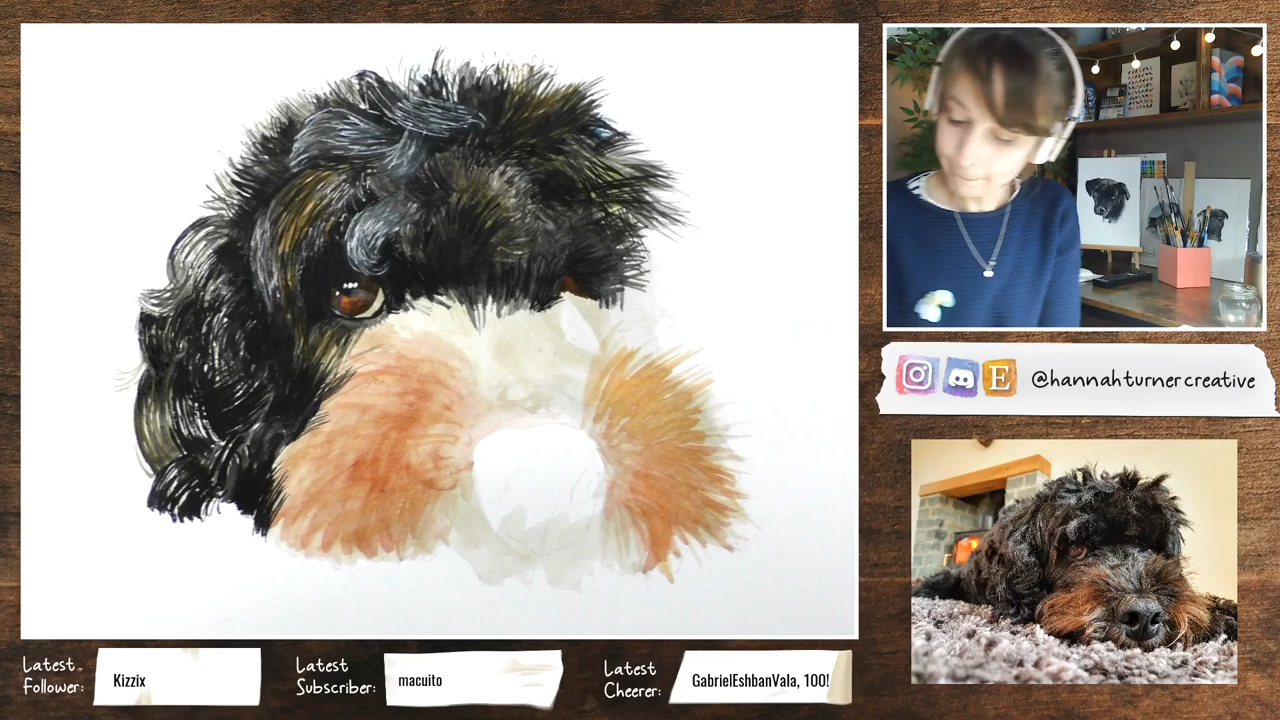 E @hannahturnercreative
Latest
Follower:
Kizzix
Latest
Subscriber:
macuito
Latest
Cheerer:
GabrielEshbanVala, 100!